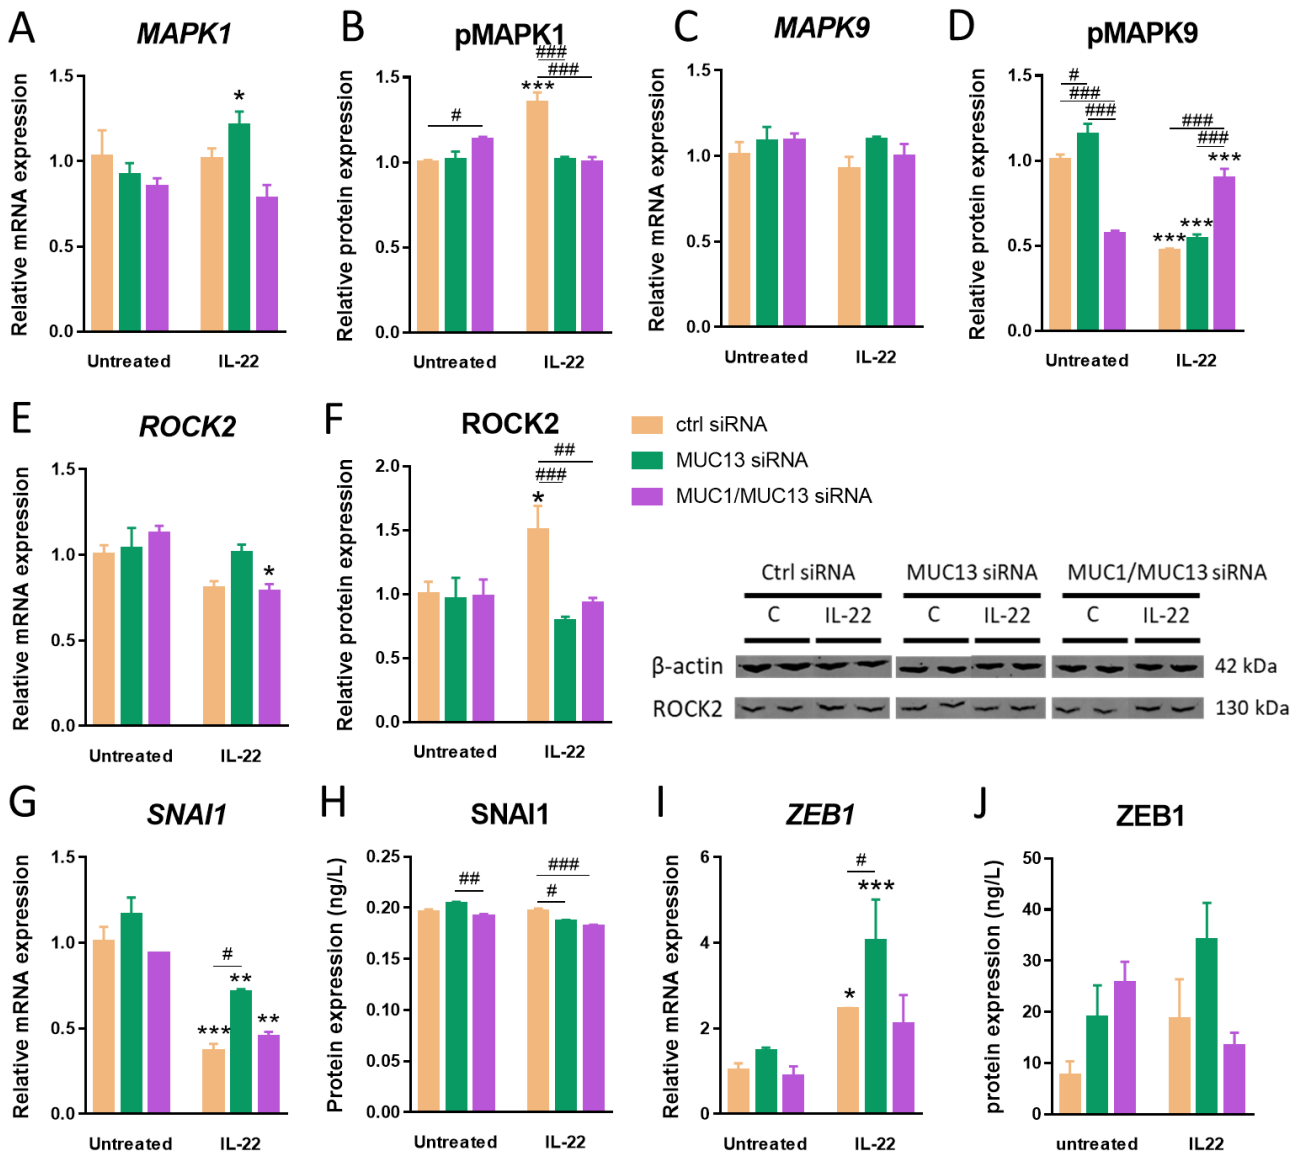 A
MAPK1
Relative mRNA expression
1.5
1.0
0.5
0.0
*
Untreated
IL-22
B
pMAPK1
Relative protein expression
1.5
1.0
0.5
0.0
#
###
###
***
Untreated
IL-22
C
MAPK9
Relative mRNA expression
1.5
1.0
0.5
0.0
Untreated
IL-22
D
pMAPK9
Relative protein expression
1.5
1.0
0.5
0.0
#
###
###
###
###
***
***
***
Untreated
IL-22
E
ROCK2
Relative mRNA expression
1.5
1.0
0.5
0.0
*
Untreated
IL-22
F
ROCK2
Relative protein expression
2.0
1.5
1.0
0.5
0.0
##
###
*
Untreated
IL-22
ctrl siRNA
MUC13 siRNA
MUC1/MUC13 siRNA
Ctrl siRNA
MUC13 siRNA
MUC1/MUC13 siRNA
C
IL-22
C
IL-22
C
IL-22
β-actin
42 kDa
ROCK2
130 kDa
G
SNAI1
Relative mRNA expression
1.5
1.0
0.5
0.0
#
***
**
**
Untreated
IL-22
H
SNAI1
Protein expression (ng/L)
0.25
0.20
0.15
0.10
0.05
0.00
##
###
#
Untreated
IL-22
I
ZEB1
Relative mRNA expression
6
4
2
0
#
***
*
Untreated
IL-22
J
ZEB1
protein expression (ng/L)
50
40
30
20
10
0
untreated
IL22